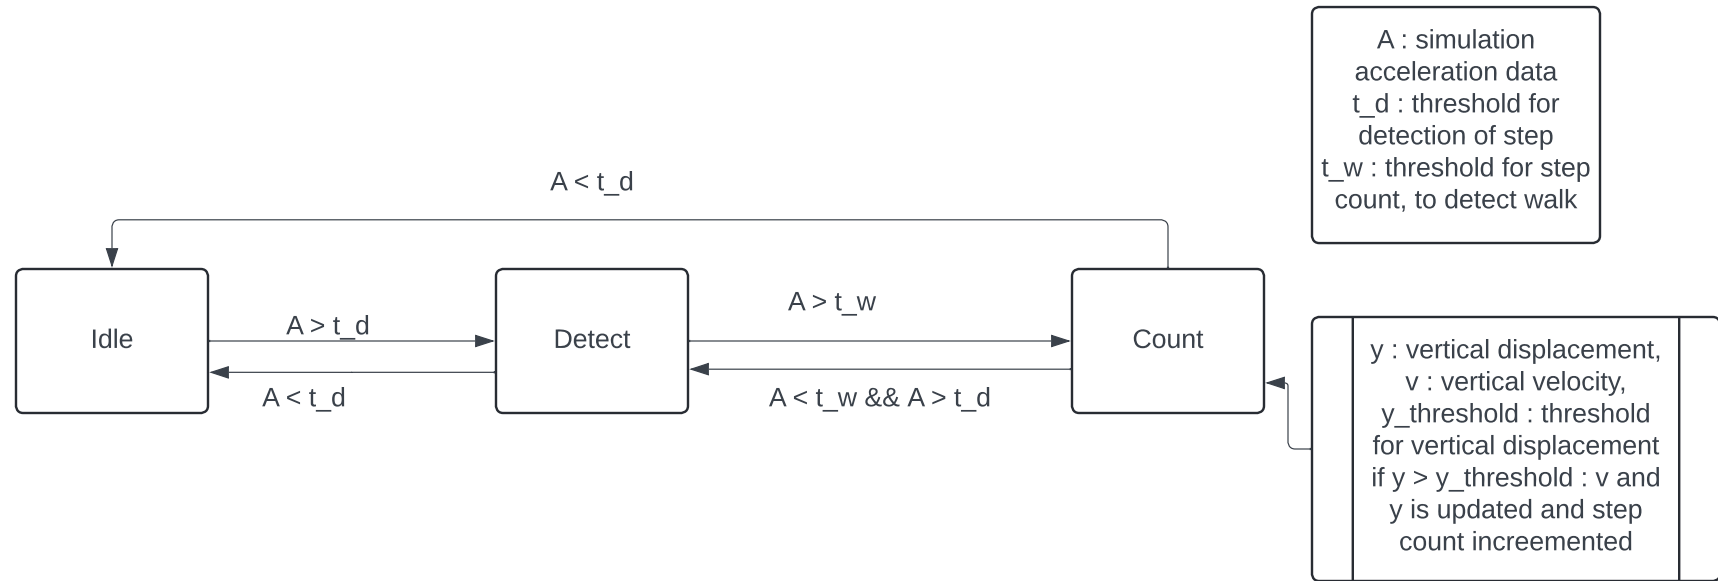 A : simulation
acceleration data
t_d : threshold for
detection of step
t_w : threshold for step
count, to detect walk
A < t_d
A > t_w
A > t_d
Idle
Detect
Count
A < t_d
A < t_w && A > t_d
y : vertical displacement,
v : vertical velocity,
y_threshold : threshold
for vertical displacement
if y > y_threshold : v and
y is updated and step
count increemented